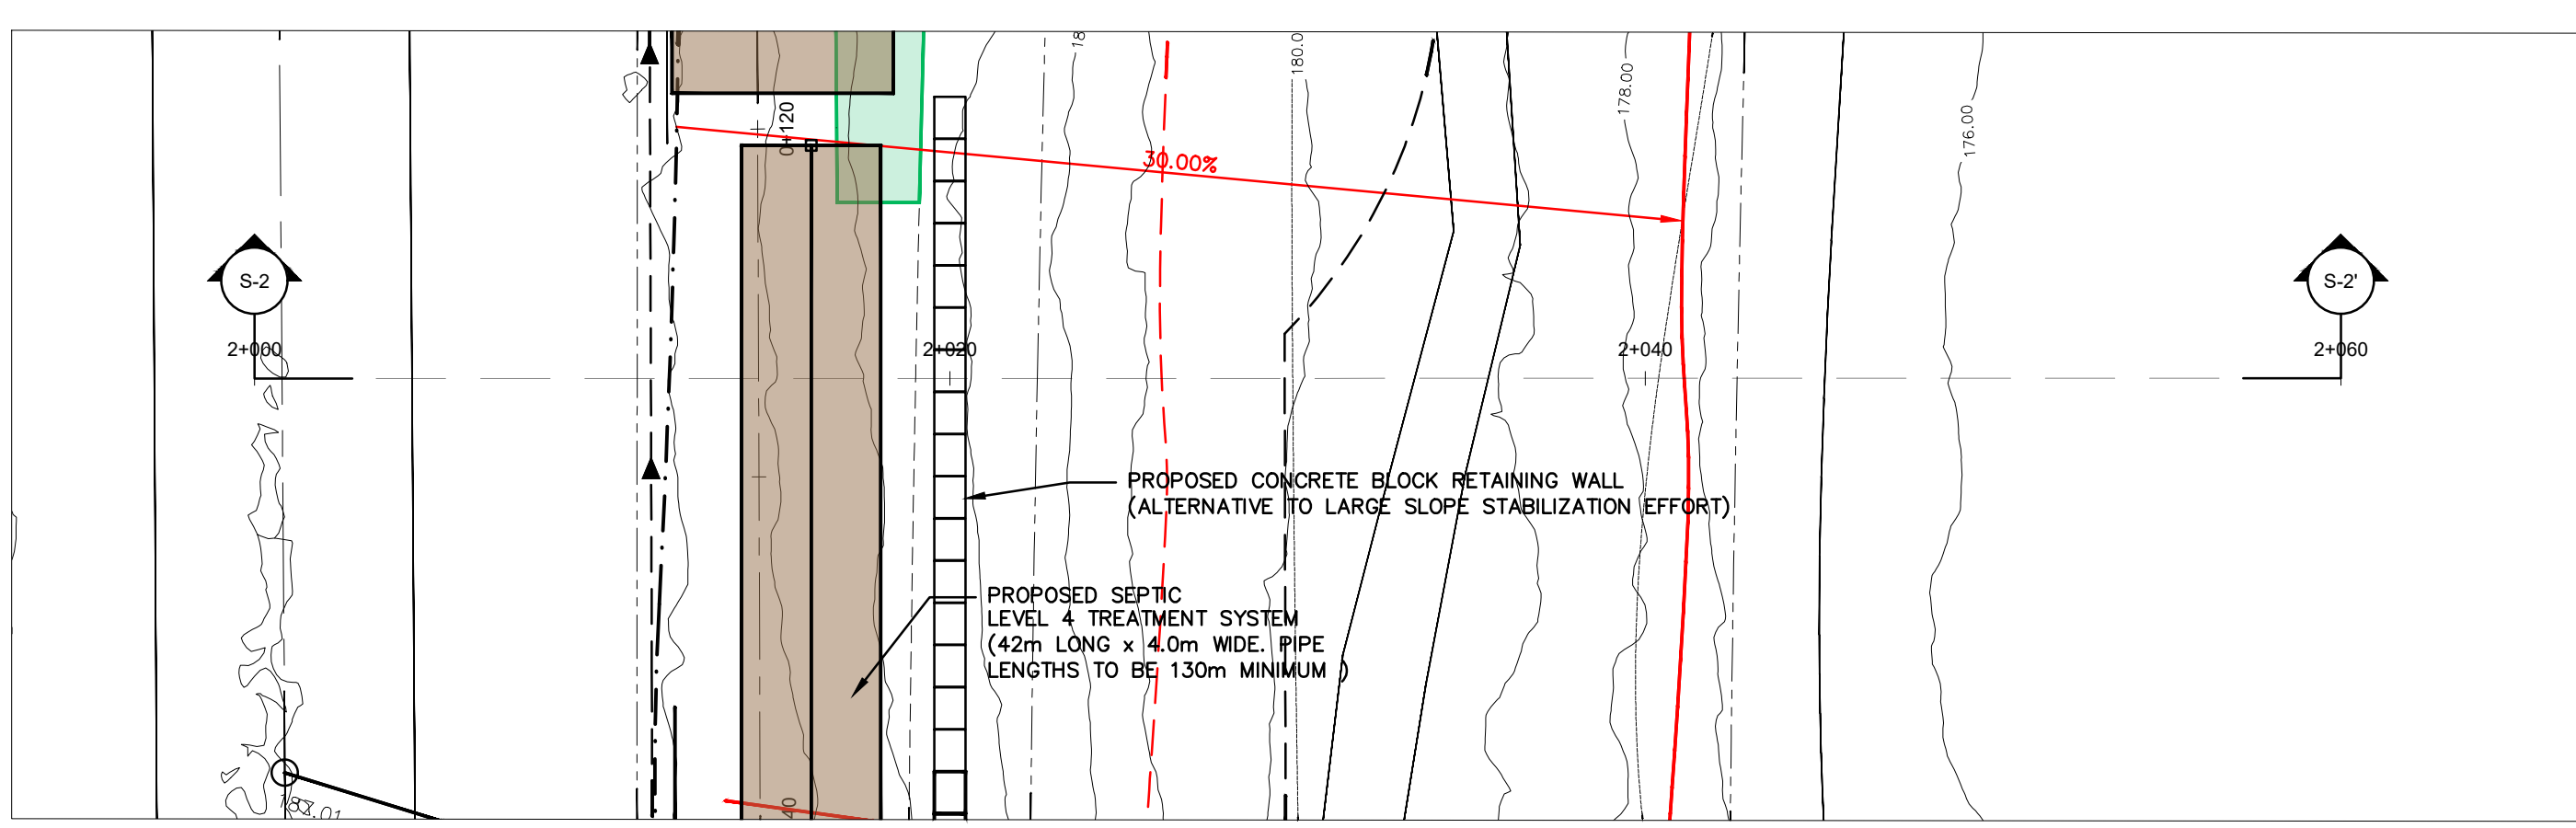 18
180.0
178.00
176.00
0+120
30.00%
S-2
S-2'
2+000
2+020
2+040
2+060
PROPOSED CONCRETE BLOCK RETAINING WALL
(ALTERNATIVE TO LARGE SLOPE STABILIZATION EFFORT)
PROPOSED SEPTIC
LEVEL 4 TREATMENT SYSTEM
(42m LONG x 4.0m WIDE. PIPE
LENGTHS TO BE 130m MINIMUM )
40